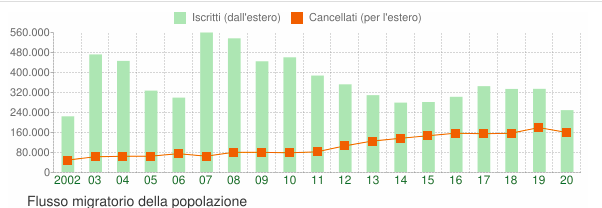 Iscritti (dall'estero) Cancellati (per l'estero)
560.000
480.000
400.000
320.000
240.000
160.000
80.000
0
2002 03 04 05 06 07 08 09 10 11 12 13 14 15 16 17 18 19 20
Flusso migratorio della popolazione